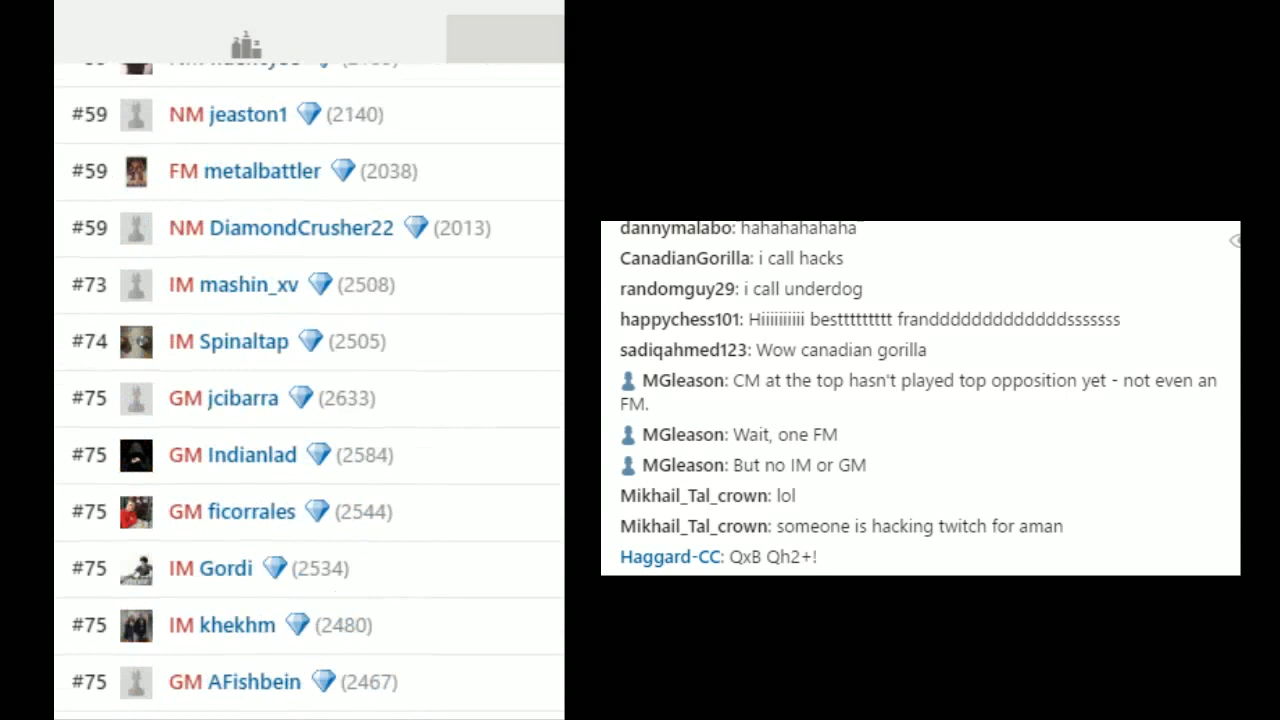 #59 NM jeaston1 (2140)
#59 FM metalbattler (2038)
#59 NM DiamondCrusher22 (2013)
#73 IM mashin_xv (2508)
#74 IM Spinaltap (2505)
#75 GM jcibarra (2633)
#75 GM Indianlad (2584)
#75 GM ficorrales (2544)
#75 IM Gordi (2534)
#75 IM khekhm (2480)
#75 GM AFishbein (2467)
dannymalabo: hahahahahaha
CanadianGorilla: i call hacks
randomguy29: i call underdog
happychess101: Hiiiiiiiiii besttttttttt frandddddddddddddsssssss
sadiqahmed123: Wow canadian gorilla
MGleason: CM at the top hasn't played top opposition yet - not even an
FM.
MGleason: Wait, one FM
MGleason: But no IM or GM
Mikhail_Tal_crown: lol
Mikhail_Tal_crown: someone is hacking twitch for aman
Haggard-CC: QxB Qh2+!